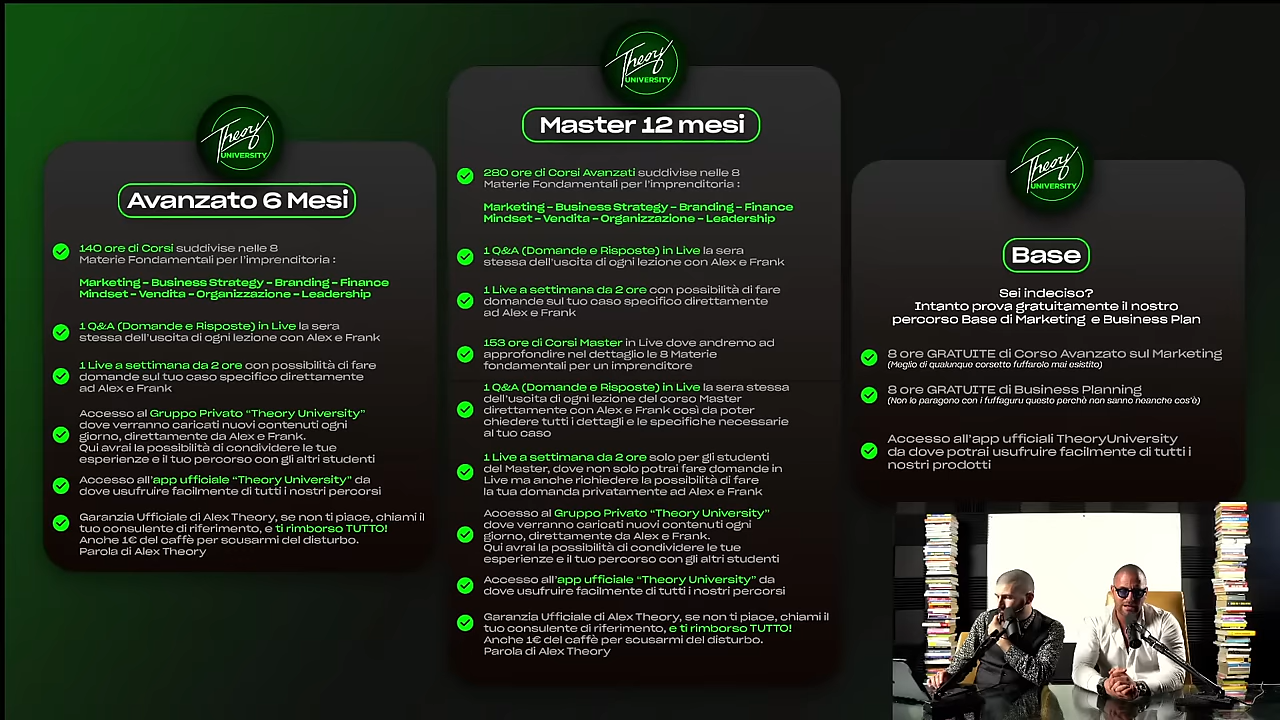 Theory
UNIVERSITY
Avanzato 6 Mesi
140 ore di Corsi suddivise nelle 8
Materie Fondamentali per l'imprenditoria :
Marketing – Business Strategy – Branding – Finance
Mindset – Vendita – Organizzazione – Leadership
1 Q&A (Domande e Risposte) in Live la sera
stessa dell'uscita di ogni lezione con Alex e Frank
1 Live a settimana da 2 ore con possibilità di fare
domande sul tuo caso specifico direttamente
ad Alex e Frank
Accesso al Gruppo Privato "Theory University"
dove verranno caricati nuovi contenuti ogni
giorno, direttamente da Alex e Frank.
Qui avrai la possibilità di condividere le tue
esperienze e il tuo percorso con gli altri studenti
Accesso all'app ufficiale "Theory University" da
dove usufruire facilmente di tutti i nostri percorsi
Garanzia Ufficiale di Alex Theory, se non ti piace, chiami il
tuo consulente di riferimento, e ti rimborso TUTTO!
Anche 1€ del caffè per scusarmi del disturbo.
Parola di Alex Theory
Theory
UNIVERSITY
Master 12 mesi
280 ore di Corsi Avanzati suddivise nelle 8
Materie Fondamentali per l'imprenditoria :
Marketing – Business Strategy – Branding – Finance
Mindset – Vendita – Organizzazione – Leadership
1 Q&A (Domande e Risposte) in Live la sera
stessa dell'uscita di ogni lezione con Alex e Frank
1 Live a settimana da 2 ore con possibilità di fare
domande sul tuo caso specifico direttamente
ad Alex e Frank
153 ore di Corsi Master in Live dove andremo ad
approfondire nel dettaglio le 8 Materie
fondamentali per un imprenditore
1 Q&A (Domande e Risposte) in Live la sera stessa
dell'uscita di ogni lezione del corso Master
direttamente con Alex e Frank così da poter
chiedere tutti i dettagli e le specifiche necessarie
al tuo caso
1 Live a settimana da 2 ore solo per gli studenti
del Master, dove non solo potrai fare domande in
Live ma anche richiedere la possibilità di fare
la tua domanda privatamente ad Alex e Frank
Accesso al Gruppo Privato "Theory University"
dove verranno caricati nuovi contenuti ogni
giorno, direttamente da Alex e Frank.
Qui avrai la possibilità di condividere le tue
esperienze e il tuo percorso con gli altri studenti
Accesso all'app ufficiale "Theory University" da
dove usufruire facilmente di tutti i nostri percorsi
Garanzia Ufficiale di Alex Theory, se non ti piace, chiami il
tuo consulente di riferimento, e ti rimborso TUTTO!
Anche 1€ del caffè per scusarmi del disturbo.
Parola di Alex Theory
Theory
UNIVERSITY
Base
Sei indeciso?
Intanto prova gratuitamente il nostro
percorso Base di Marketing e Business Plan
8 ore GRATUITE di Corso Avanzato sul Marketing
(Meglio di qualunque corsetto fuffarolo mai esistito)
8 ore GRATUITE di Business Planning
(Non lo paragono con i fuffaguru questo perchè non sanno neanche cos'è)
Accesso all'app ufficiali TheoryUniversity
da dove potrai usufruire facilmente di tutti i
nostri prodotti